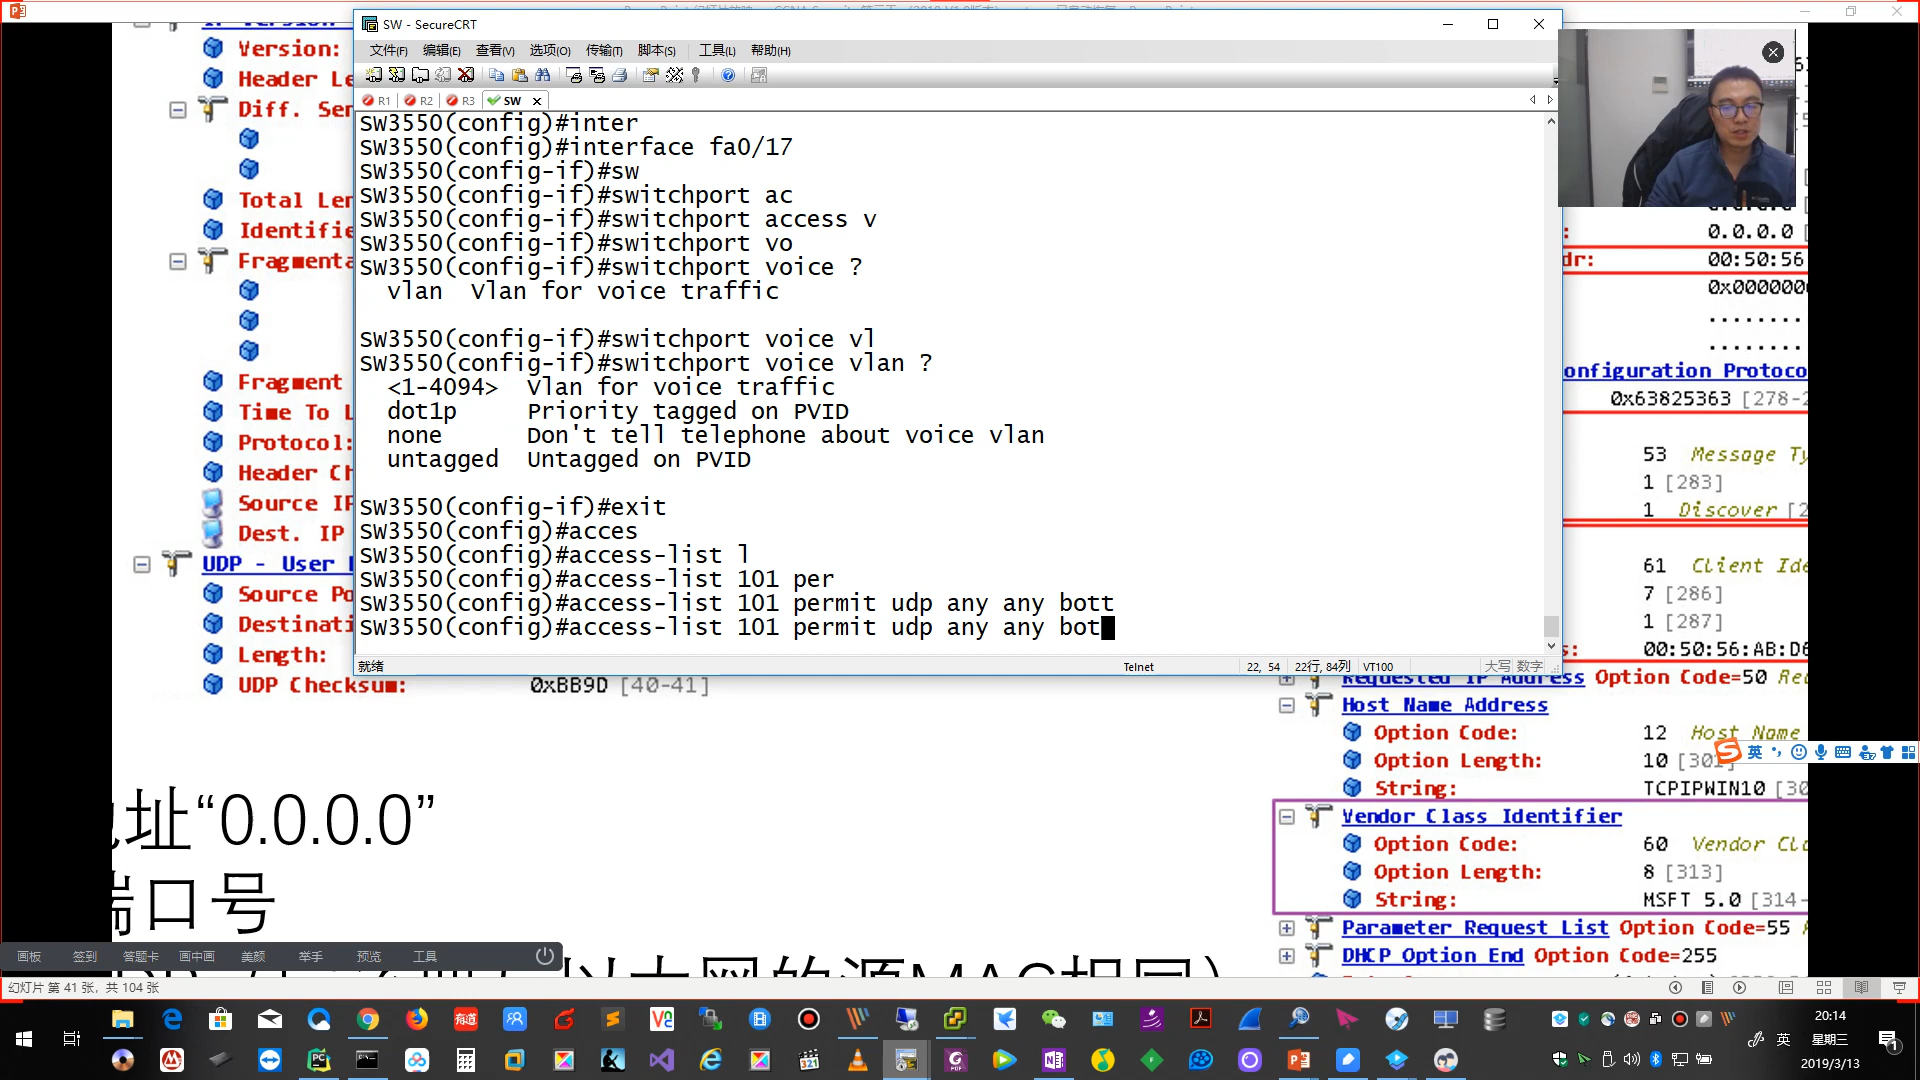 SW - SecureCRT
文件(F) 编辑(E) 查看(V) 选项(O) 传输(T) 脚本(S) 工具(L) 帮助(H)
R1 R2 R3 SW
SW3550(config)#inter
SW3550(config)#interface fa0/17
SW3550(config-if)#sw
SW3550(config-if)#switchport ac
SW3550(config-if)#switchport access v
SW3550(config-if)#switchport vo
SW3550(config-if)#switchport voice ?
vlan Vlan for voice traffic
SW3550(config-if)#switchport voice vl
SW3550(config-if)#switchport voice vlan ?
<1-4094> Vlan for voice traffic
dot1p Priority tagged on PVID
none Don't tell telephone about voice vlan
untagged Untagged on PVID
SW3550(config-if)#exit
SW3550(config)#acces
SW3550(config)#access-list l
SW3550(config)#access-list 101 per
SW3550(config)#access-list 101 permit udp any any bott
SW3550(config)#access-list 101 permit udp any any bot
就绪 Telnet 22, 54 22行, 84列 VT100 大写 数字
Version:
Header Le
Diff. Ser
Total Ler
Identifie
Fragmenta
Fragment
Time To L
Protocol:
Header Ch
Source IP
Dest. IP
UDP - User
Source Po
Destinati
Length:
UDP Checksum: 0xBB9D [40-41]
0.0.0.0
dr: 00:50:56
0x000000
onfiguration Protoco
0x63825363 [278-2
53 Message Ty
1 [283]
1 Discover [2
61 Client Ide
7 [286]
1 [287]
00:50:56:AB:D6
Requested IP Address Option Code=50
Host Name Address
Option Code: 12 Host Name
Option Length: 10 [301]
String: TCPIPWIN10 [30
Vendor Class Identifier
Option Code: 60 Vendor Cl
Option Length: 8 [313]
String: MSFT 5.0 [314-
Parameter Request List Option Code=55
DHCP Option End Option Code=255
址“0.0.0.0”
端口号
画板 签到 答题卡 画中画 美颜 举手 预览 工具
幻灯片 第 41 张，共 104 张
英
20:14
英 星期三
2019/3/13